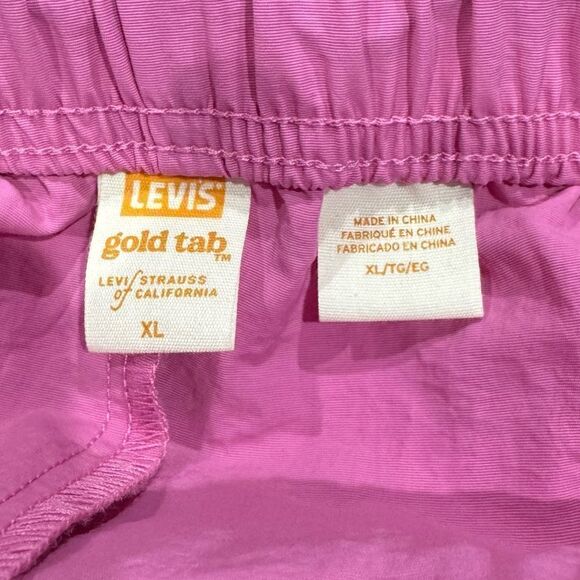 LEVI'S
gold tab™
LEVI STRAUSS
of CALIFORNIA
XL
MADE IN CHINA
FABRIQUÉ EN CHINE
FABRICADO EN CHINA
XL/TG/EG